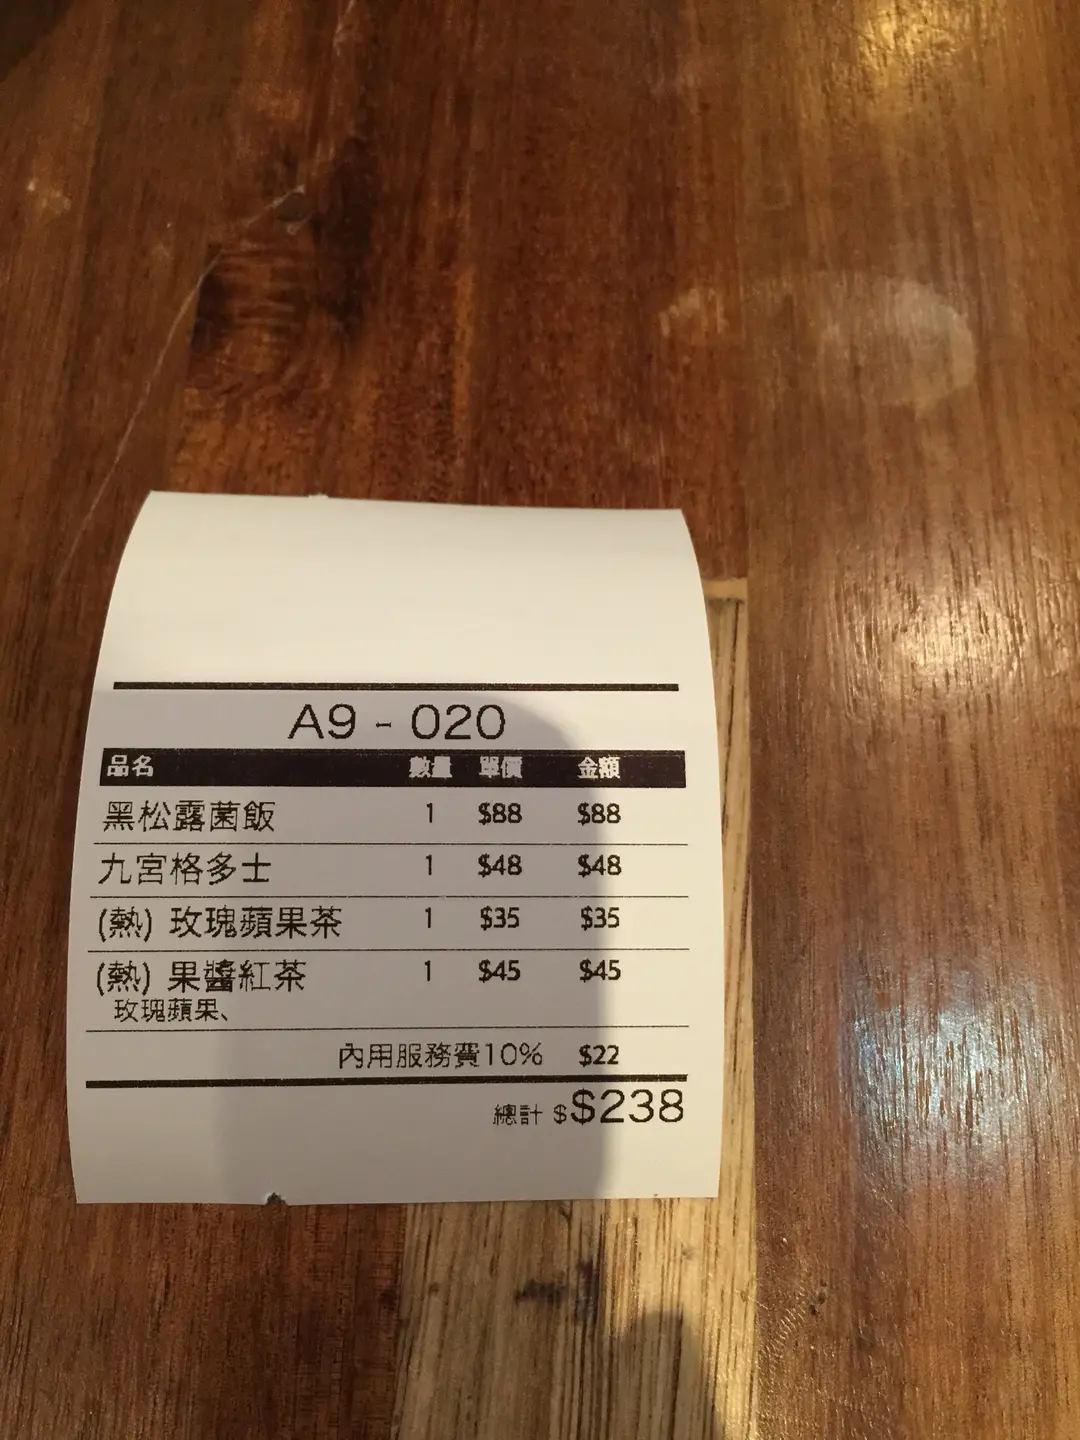 A9 - 020
品名 數量 單價 金額
黑松露菌飯 1 $88 $88
九宮格多士 1 $48 $48
(熱) 玫瑰蘋果茶 1 $35 $35
(熱) 果醬紅茶 1 $45 $45
玫瑰蘋果、
內用服務費10% $22
總計 $$238